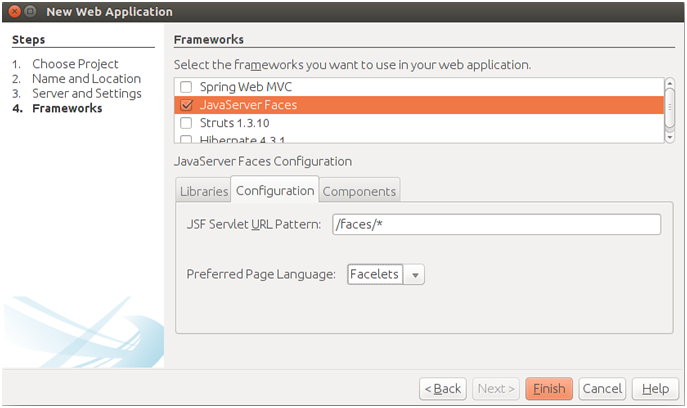 New Web Application
Steps
1. Choose Project
2. Name and Location
3. Server and Settings
4. Frameworks
Frameworks
Select the frameworks you want to use in your web application.
Spring Web MVC
JavaServer Faces
Struts 1.3.10
Hibernate 4.3.1
JavaServer Faces Configuration
Libraries Configuration Components
JSF Servlet URL Pattern: /faces/*
Preferred Page Language: Facelets
< Back Next > Finish Cancel Help